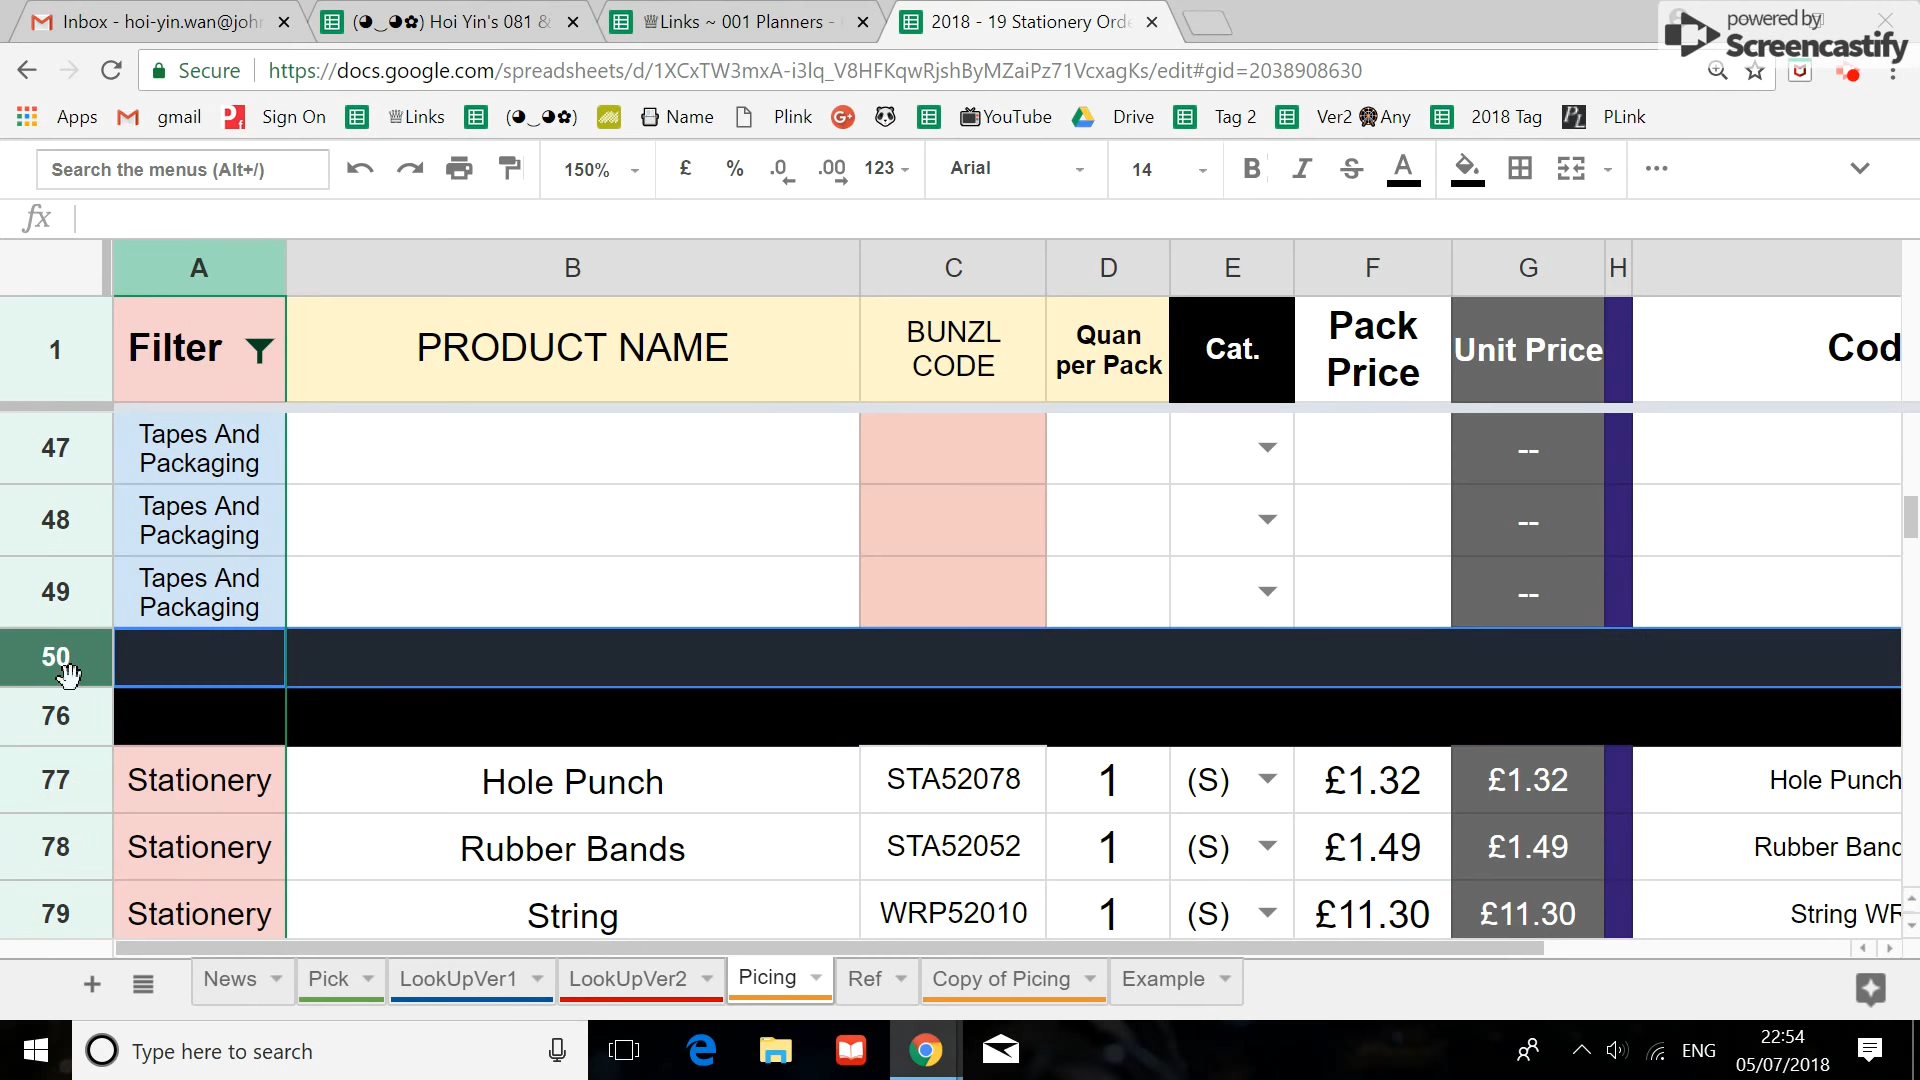 Inbox - hoi-yin.wan@john
(◕‿◕✿) Hoi Yin's 081 &
♕Links ~ 001 Planners -
2018 - 19 Stationery Orde
powered by
Screencastify
Secure
https://docs.google.com/spreadsheets/d/1XCxTW3mxA-i3lq_V8HFKqwRjshByMZaiPz71VcxagKs/edit#gid=2038908630
Apps gmail Sign On ♕Links (◕‿◕✿) Name Plink YouTube Drive Tag 2 Ver2 Any 2018 Tag PLink
Search the menus (Alt+/) 150% £ % .0 .00 123 Arial 14 B I S A
fx
A B C D E F G H
1 Filter PRODUCT NAME BUNZL CODE Quan per Pack Cat. Pack Price Unit Price Cod
47 Tapes And Packaging --
48 Tapes And Packaging --
49 Tapes And Packaging --
50
76
77 Stationery Hole Punch STA52078 1 (S) £1.32 £1.32 Hole Punch
78 Stationery Rubber Bands STA52052 1 (S) £1.49 £1.49 Rubber Band
79 Stationery String WRP52010 1 (S) £11.30 £11.30 String WR
News Pick LookUpVer1 LookUpVer2 Picing Ref Copy of Picing Example
Type here to search
ENG
22:54
05/07/2018